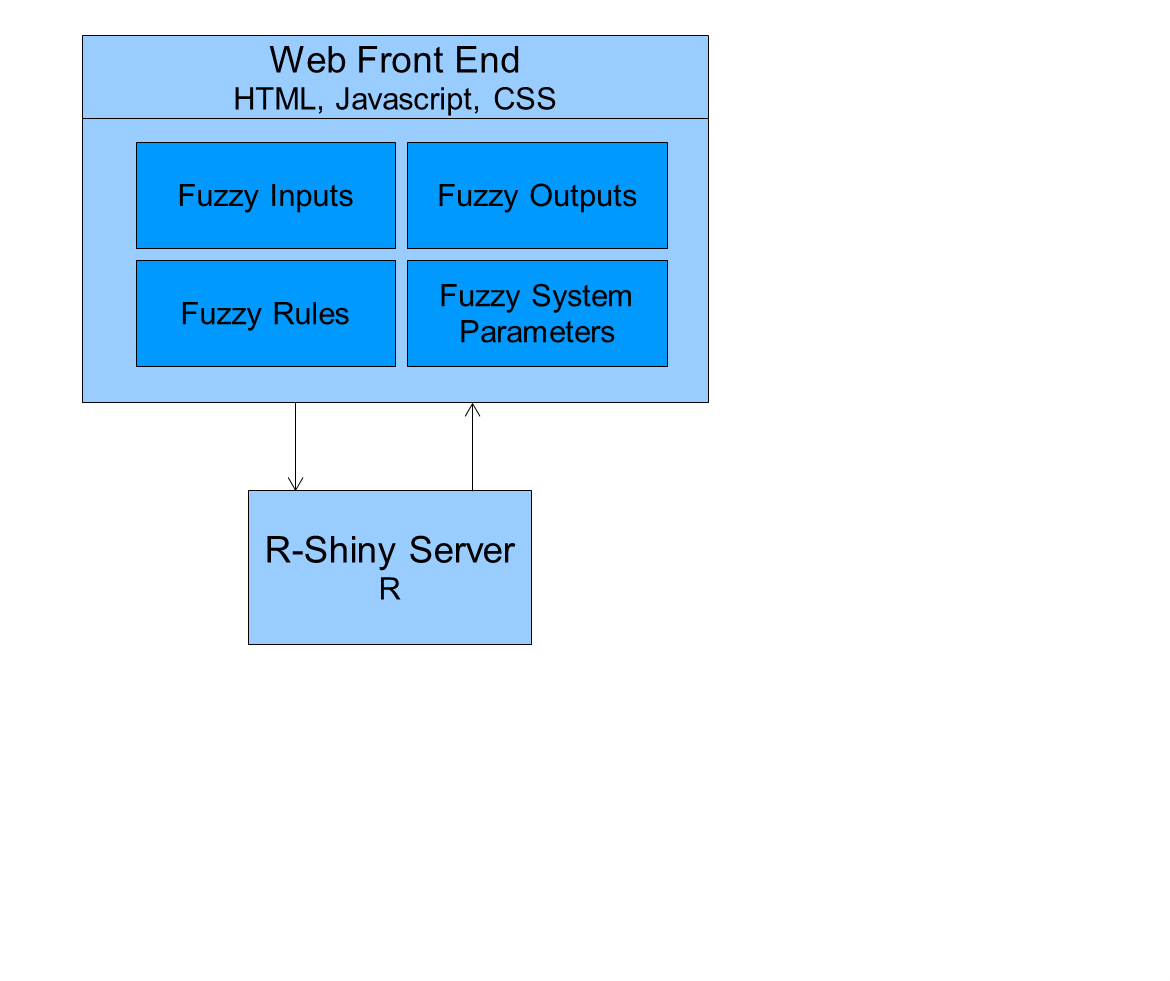 Web Front End
HTML, Javascript, CSS
Fuzzy Inputs
Fuzzy Outputs
Fuzzy Rules
Fuzzy System
Parameters
R-Shiny Server
R